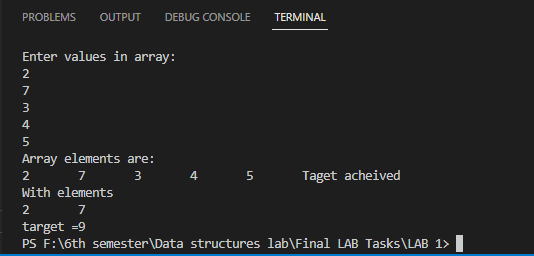 PROBLEMS OUTPUT DEBUG CONSOLE TERMINAL
Enter values in array:
2
7
3
4
5
Array elements are:
2 7 3 4 5 Taget acheived
With elements
2 7
target =9
PS F:\6th semester\Data structures lab\Final LAB Tasks\LAB 1>